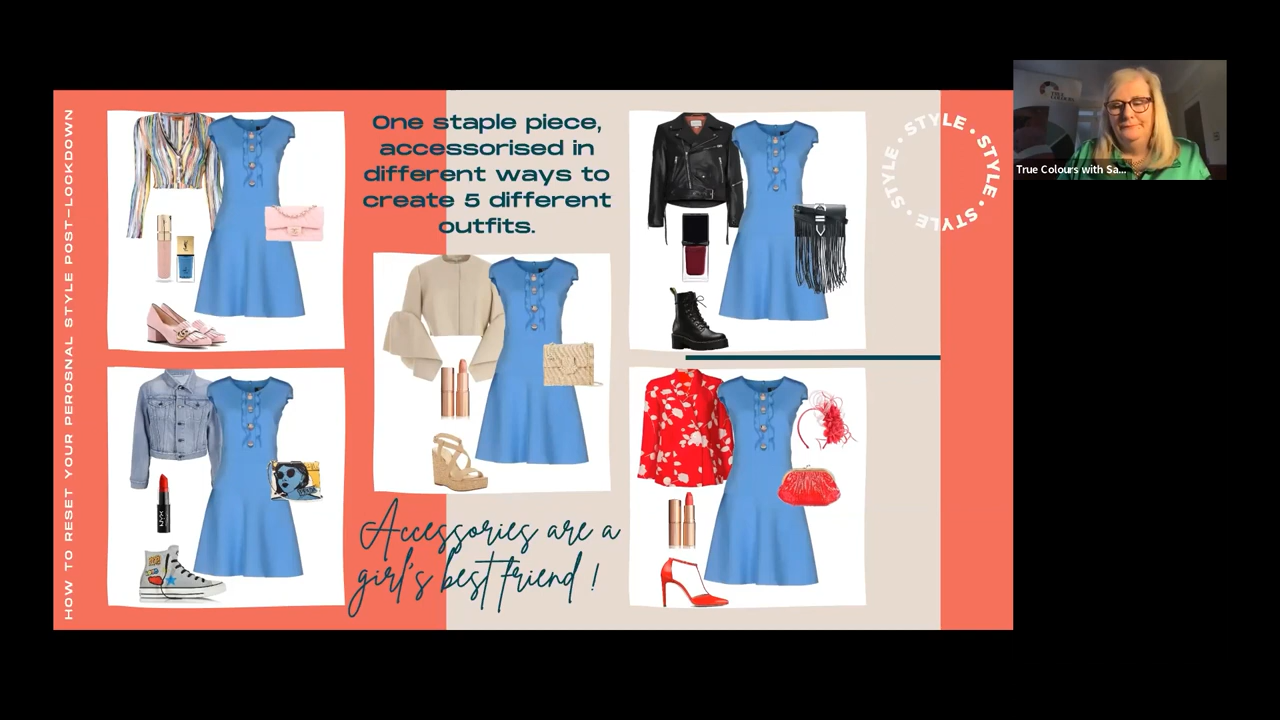 HOW TO RESET YOUR PEROSNAL STYLE POST-LOCKDOWN
One staple piece,
accessorised in
different ways to
create 5 different
outfits.
Accessories are a
girl's best friend !
STYLE • STYLE • STYLE • STYLE •
True Colours with Sa...
NYX